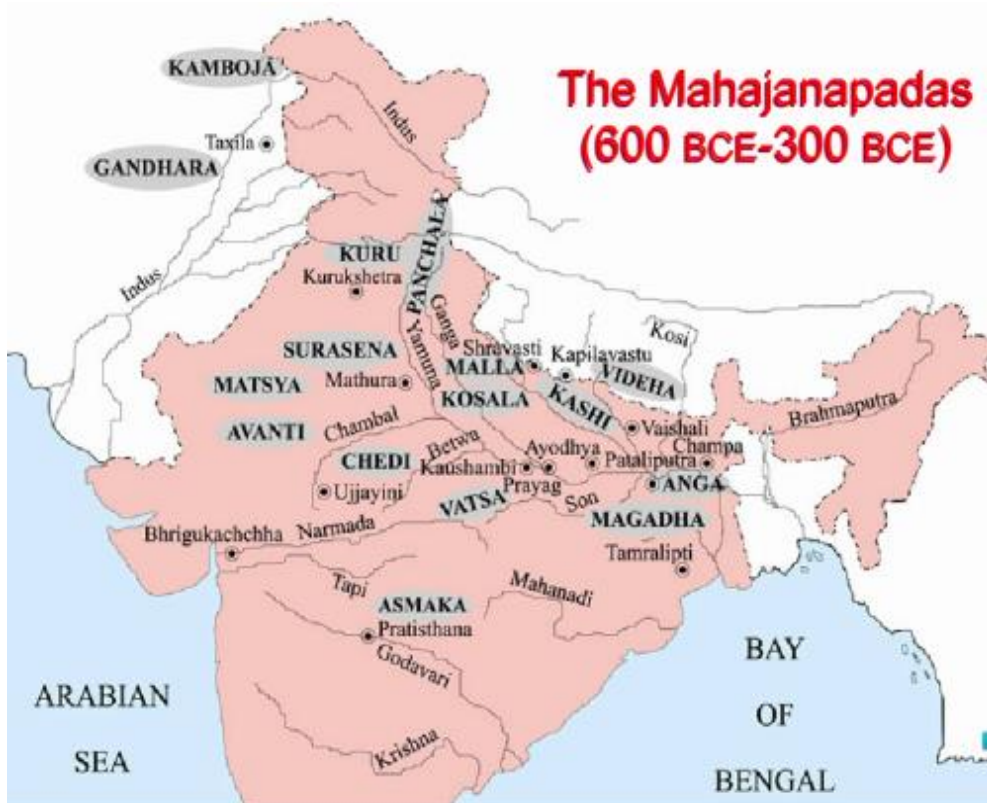 The Mahajanapadas
(600 BCE-300 BCE)
KAMBOJA
Indus
Taxila
GANDHARA
PANCHALA
KURU
Kurukshetra
Indus
Ganga
Yamuna
Kosi
SURASENA
Shravasti
Kapilavastu
MALLA
VIDEHA
MATSYA
Mathura
KOSALA
KASHI
Brahmaputra
AVANTI
Chambal
Vaishali
Betwa
Ayodhya
Champa
CHEDI
Kaushambi
Pataliputra
Prayag
ANGA
Ujjayini
VATSA
Son
MAGADHA
Bhrigukachchha
Narmada
Tamralipti
Tapi
Mahanadi
ASMAKA
Pratisthana
Godavari
BAY
OF
BENGAL
ARABIAN
SEA
Krishna